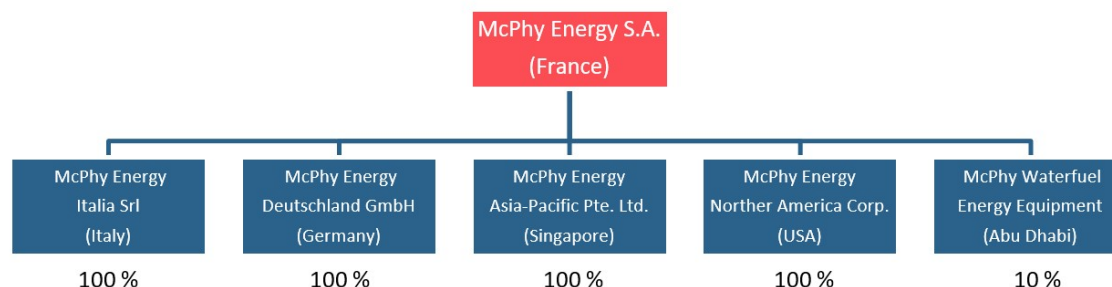 McPhy Energy S.A.
(France)
McPhy Energy
Italia Srl
(Italy)
100 %
McPhy Energy
Deutschland GmbH
(Germany)
100 %
McPhy Energy
Asia-Pacific Pte. Ltd.
(Singapore)
100 %
McPhy Energy
Norther America Corp.
(USA)
100 %
McPhy Waterfuel
Energy Equipment
(Abu Dhabi)
10 %